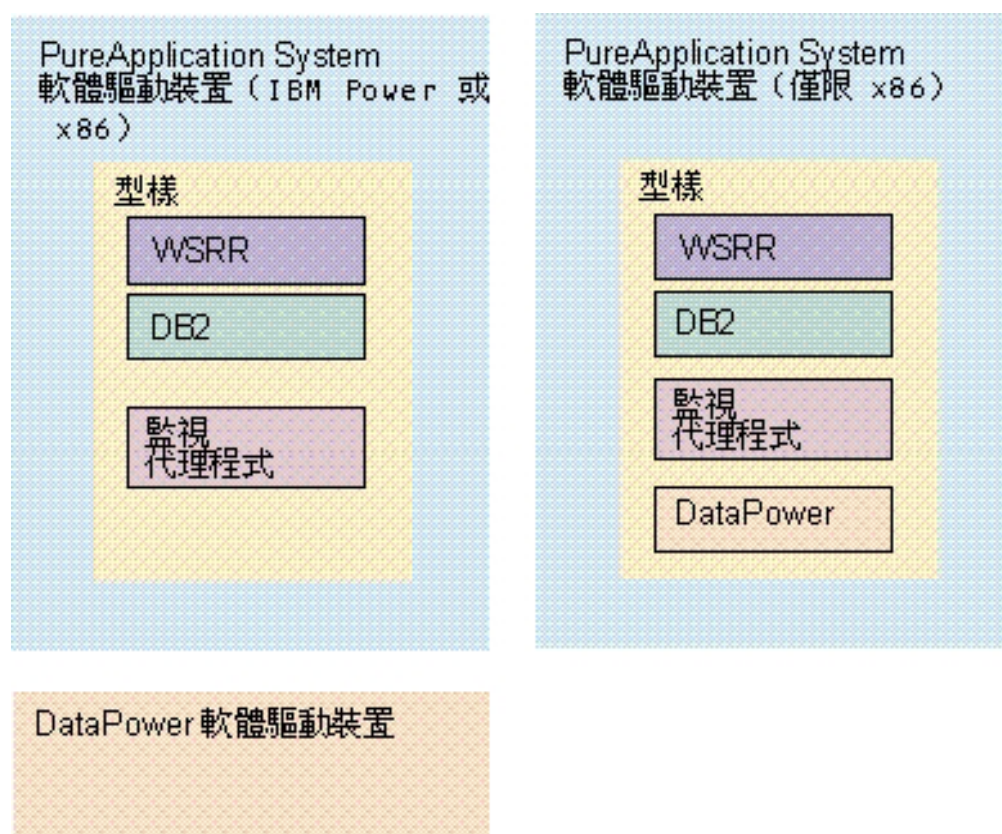 PureApplication System
軟體驅動裝置（IBM Power 或
x86）
型樣
WSRR
DB2
監視
代理程式
DataPower 軟體驅動裝置
PureApplication System
軟體驅動裝置（僅限 x86）
型樣
WSRR
DB2
監視
代理程式
DataPower